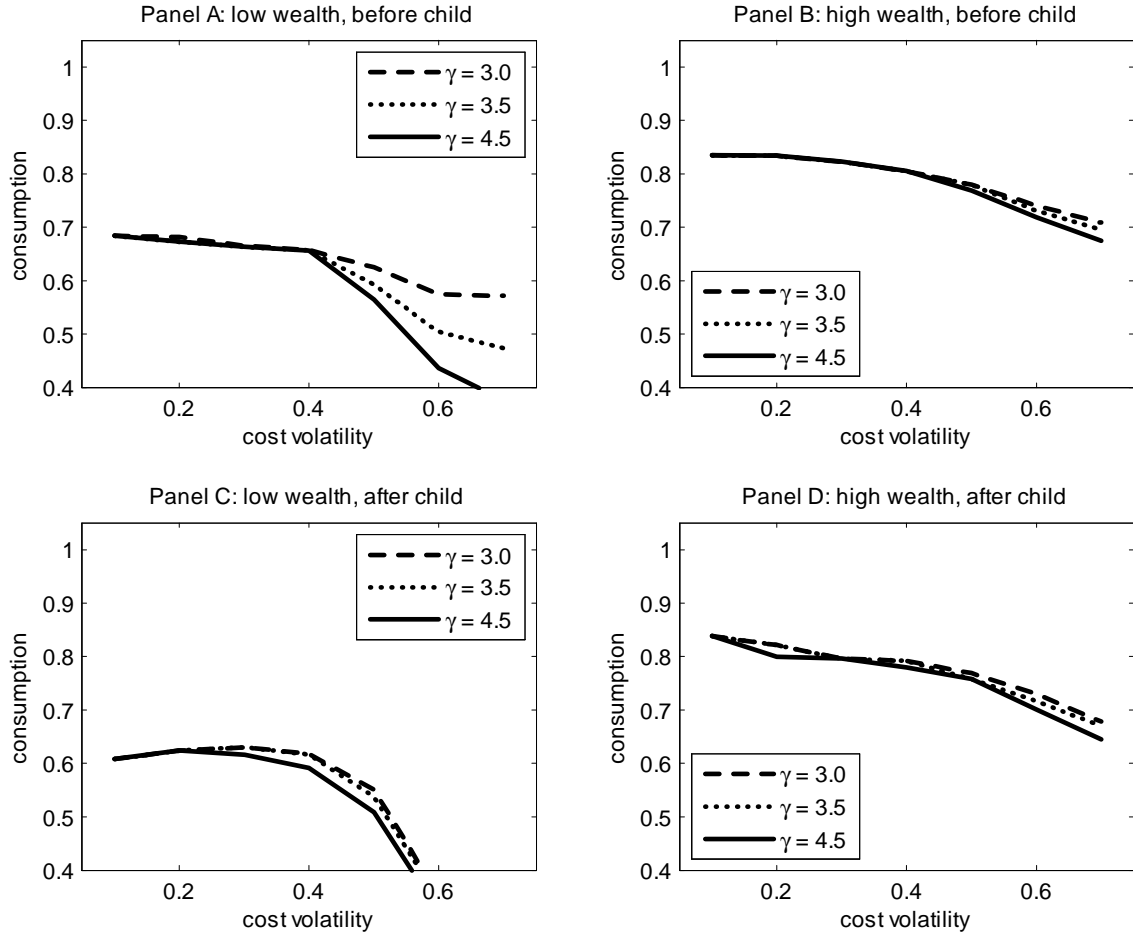 Panel A: low wealth, before child
1
0.9
0.8
0.7
0.6
0.5
0.4
consumption
γ = 3.0
γ = 3.5
γ = 4.5
0.2
0.4
0.6
cost volatility
Panel B: high wealth, before child
1
0.9
0.8
0.7
0.6
0.5
0.4
consumption
γ = 3.0
γ = 3.5
γ = 4.5
0.2
0.4
0.6
cost volatility
Panel C: low wealth, after child
1
0.9
0.8
0.7
0.6
0.5
0.4
consumption
γ = 3.0
γ = 3.5
γ = 4.5
0.2
0.4
0.6
cost volatility
Panel D: high wealth, after child
1
0.9
0.8
0.7
0.6
0.5
0.4
consumption
γ = 3.0
γ = 3.5
γ = 4.5
0.2
0.4
0.6
cost volatility